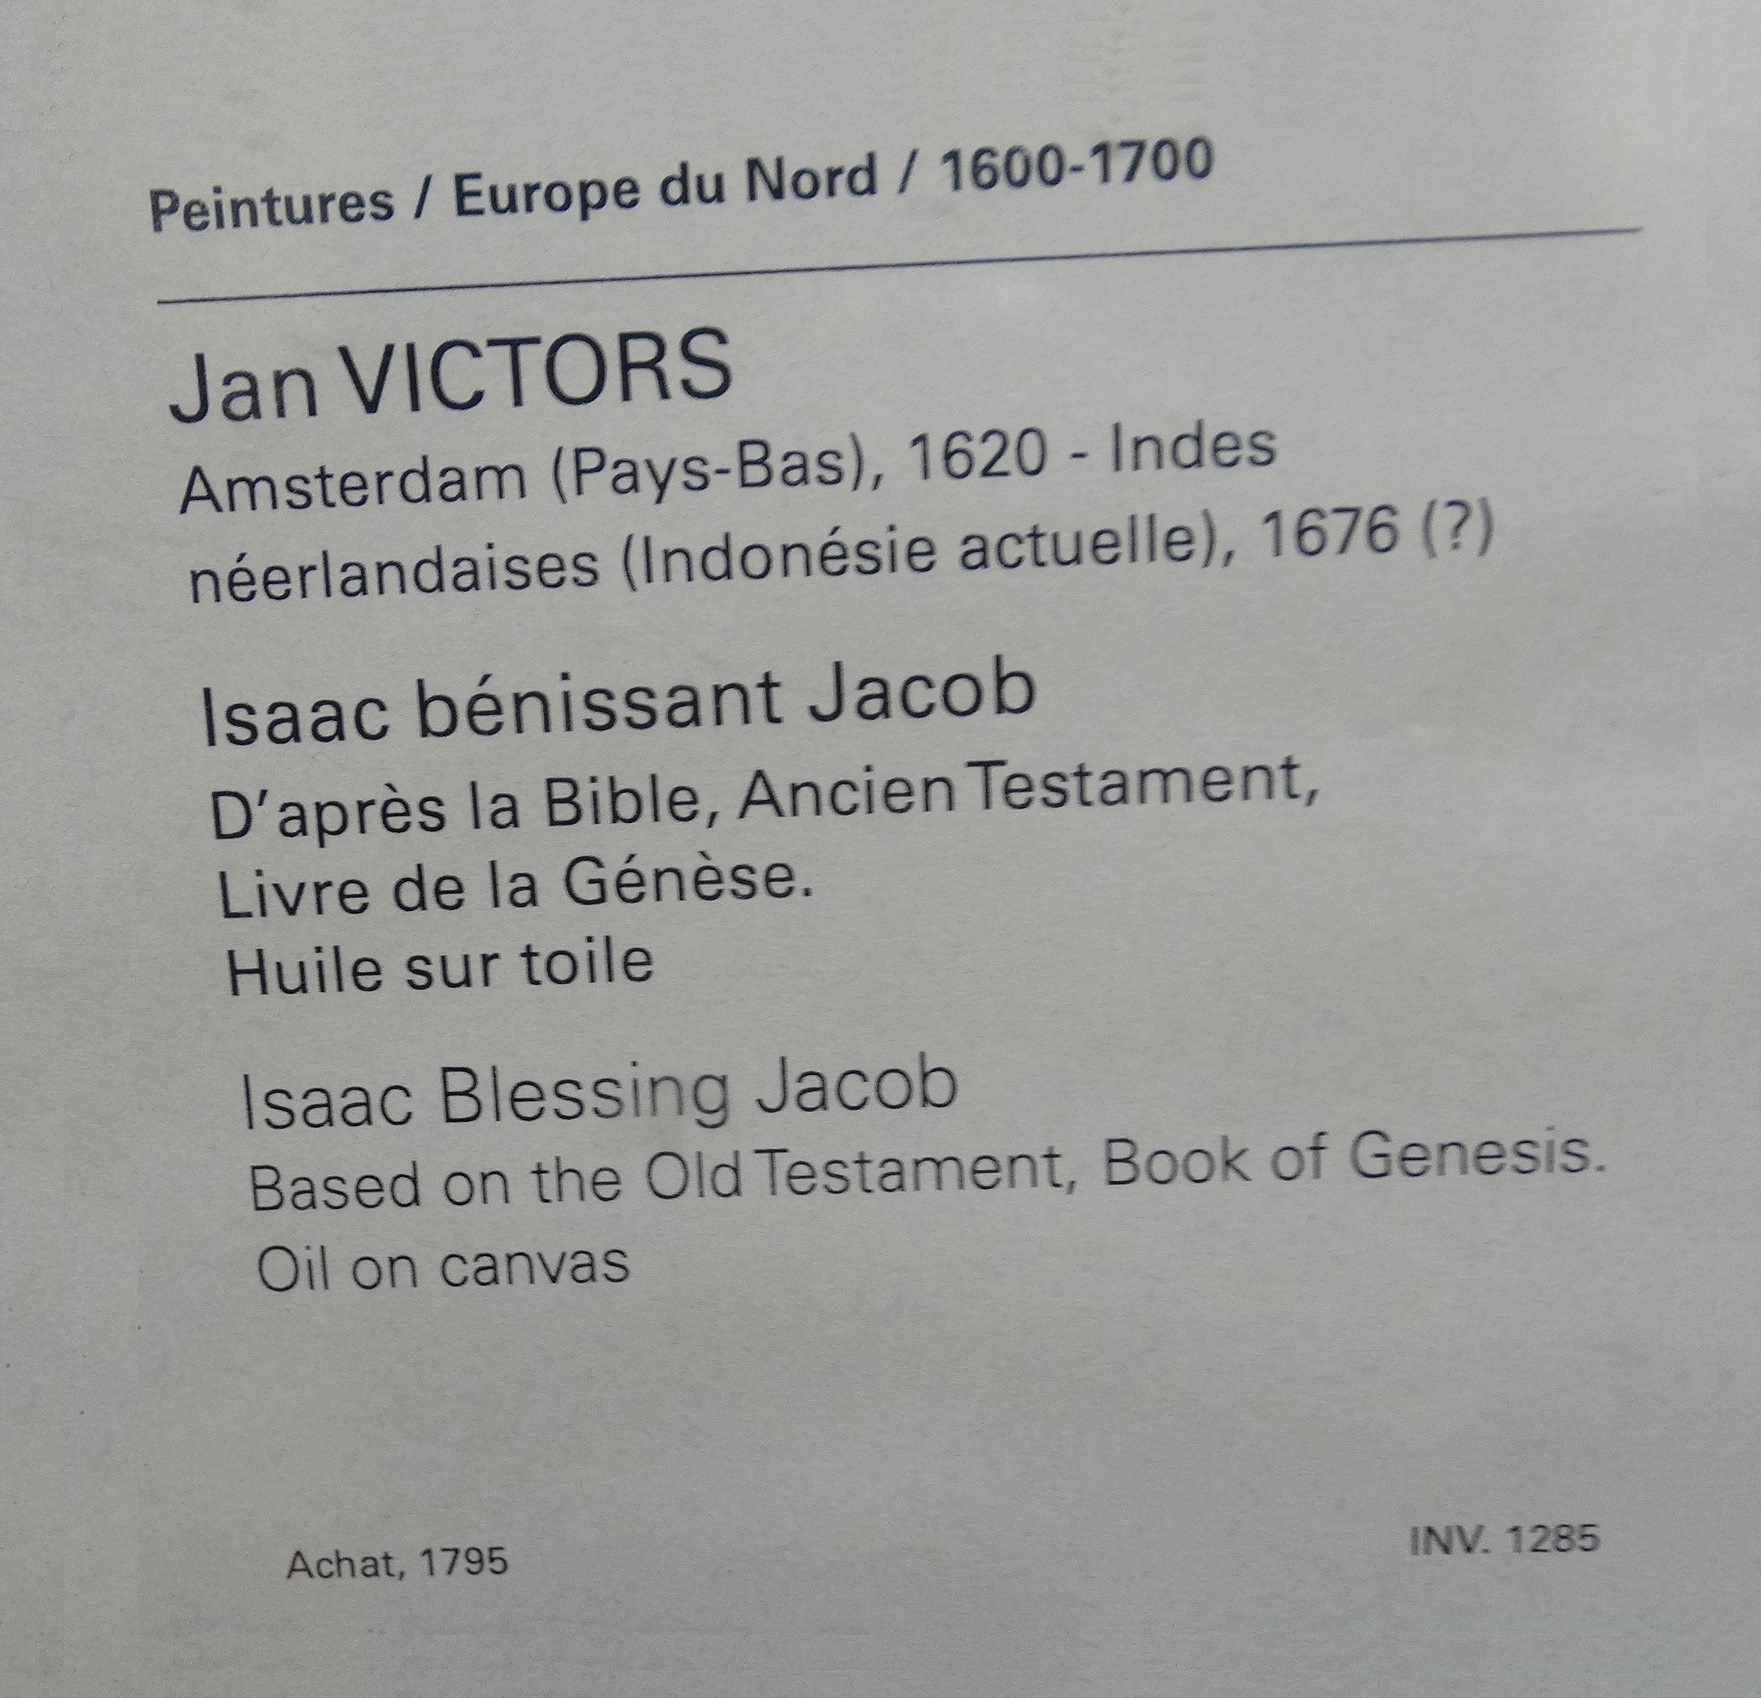 Peintures / Europe du Nord / 1600-1700
Jan VICTORS
Amsterdam (Pays-Bas), 1620 - Indes
néerlandaises (Indonésie actuelle), 1676 (?)
Isaac bénissant Jacob
D'après la Bible, Ancien Testament,
Livre de la Génèse.
Huile sur toile
Isaac Blessing Jacob
Based on the Old Testament, Book of Genesis.
Oil on canvas
Achat, 1795
INV. 1285